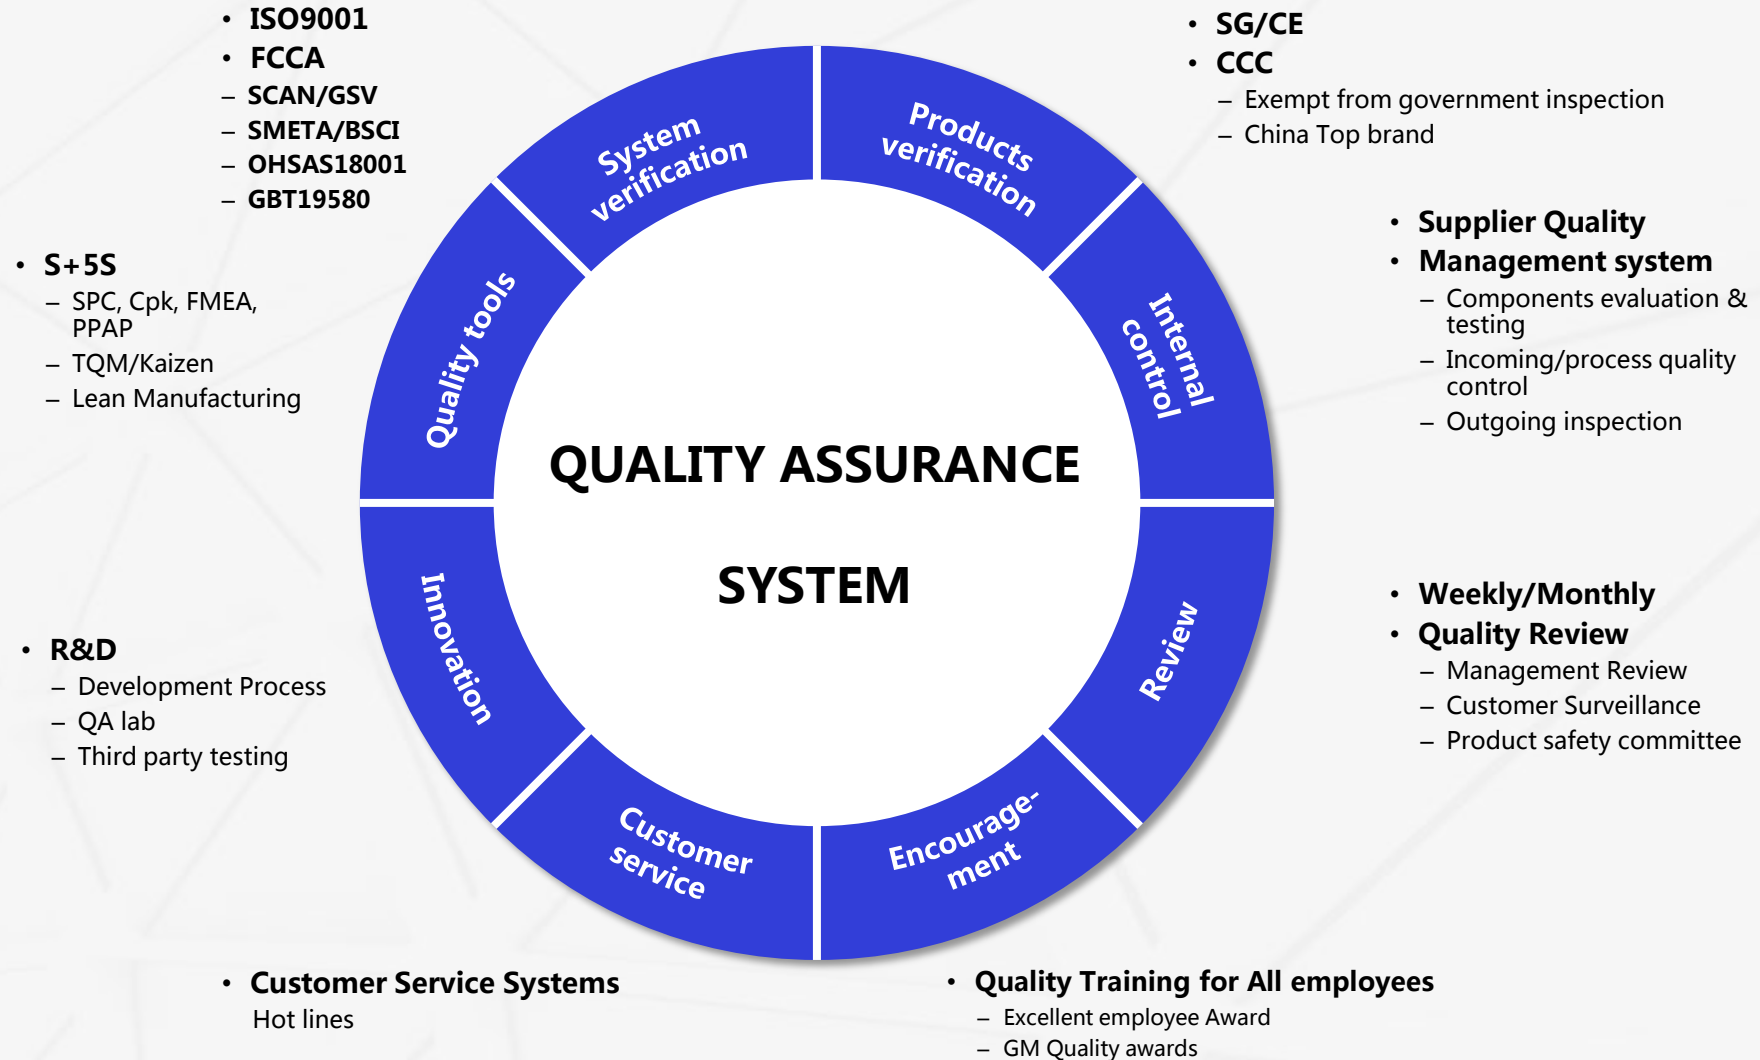 • ISO9001
• FCCA
– SCAN/GSV
– SMETA/BSCI
– OHSAS18001
– GBT19580
• SG/CE
• CCC
– Exempt from government inspection
– China Top brand
System
verification
Products
verification
• S+5S
– SPC, Cpk, FMEA,
PPAP
– TQM/Kaizen
– Lean Manufacturing
Quality tools
Internal
control
• Supplier Quality
• Management system
– Components evaluation &
testing
– Incoming/process quality
control
– Outgoing inspection
QUALITY ASSURANCE
SYSTEM
• R&D
– Development Process
– QA lab
– Third party testing
Innovation
Review
• Weekly/Monthly
• Quality Review
– Management Review
– Customer Surveillance
– Product safety committee
Customer
service
Encourage-
ment
• Customer Service Systems
Hot lines
• Quality Training for All employees
– Excellent employee Award
– GM Quality awards